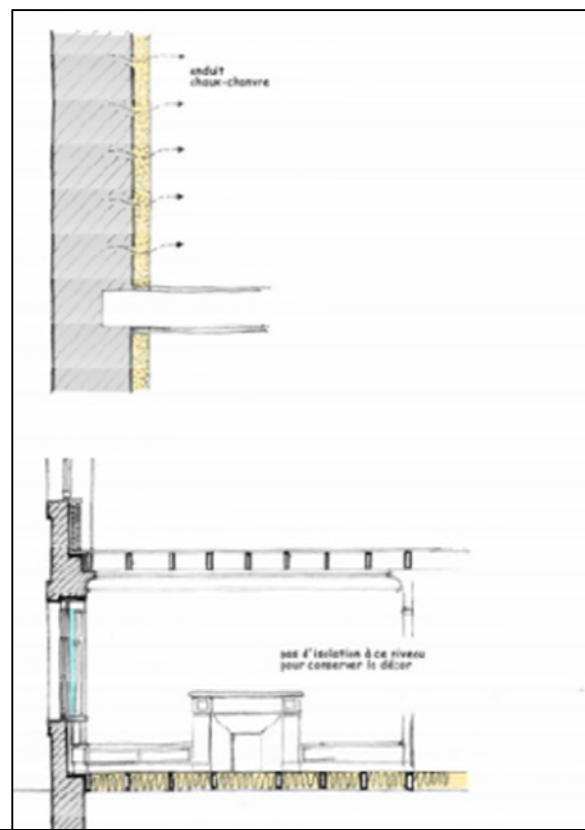 enduit
chaux-chanvre
pas d'isolation à ce niveau
pour conserver le décor